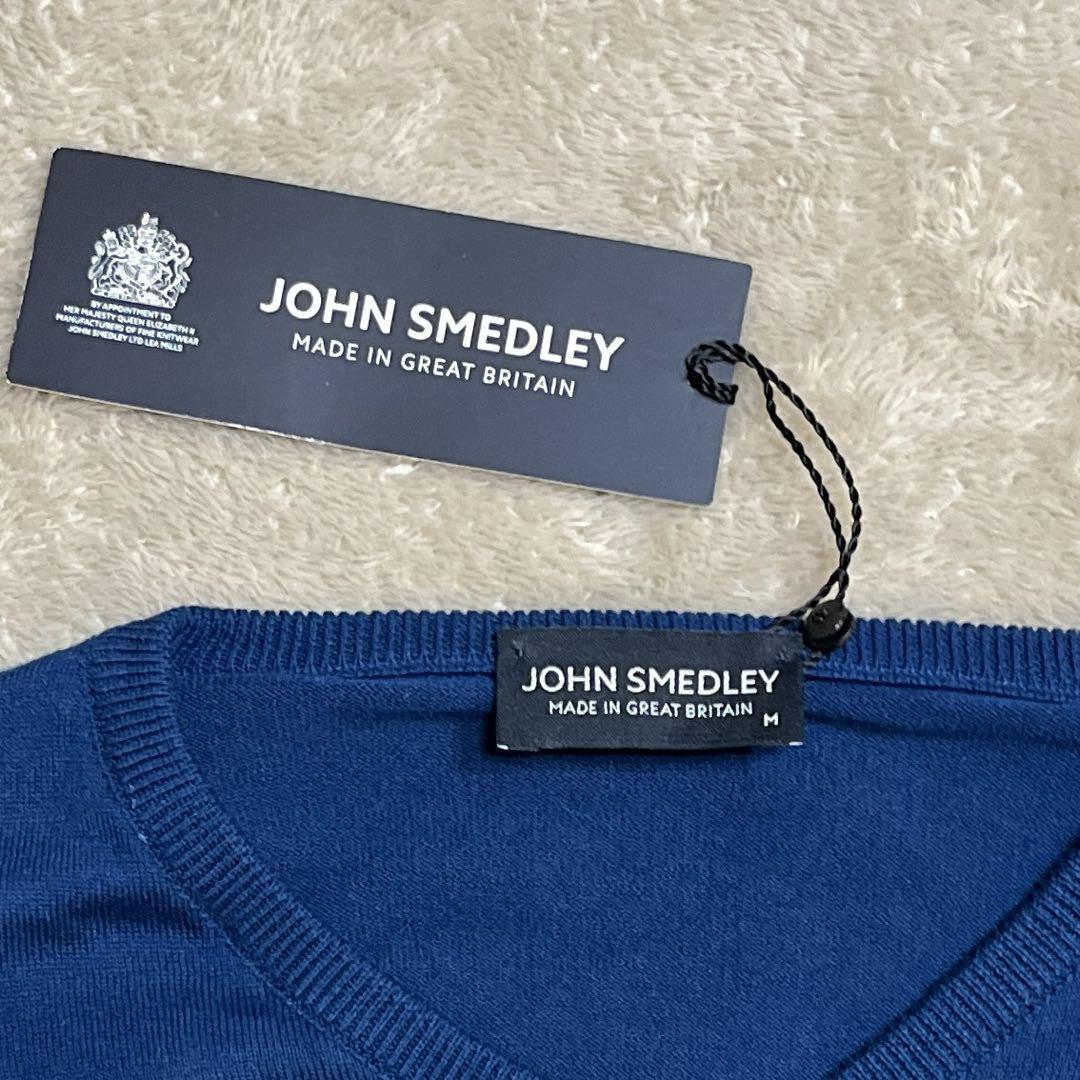 JOHN SMEDLEY
MADE IN GREAT BRITAIN
BY APPOINTMENT TO
HER MAJESTY QUEEN ELIZABETH II
MANUFACTURERS OF FINE KNITWEAR
JOHN SMEDLEY LTD LEA MILLS
JOHN SMEDLEY
MADE IN GREAT BRITAIN
M